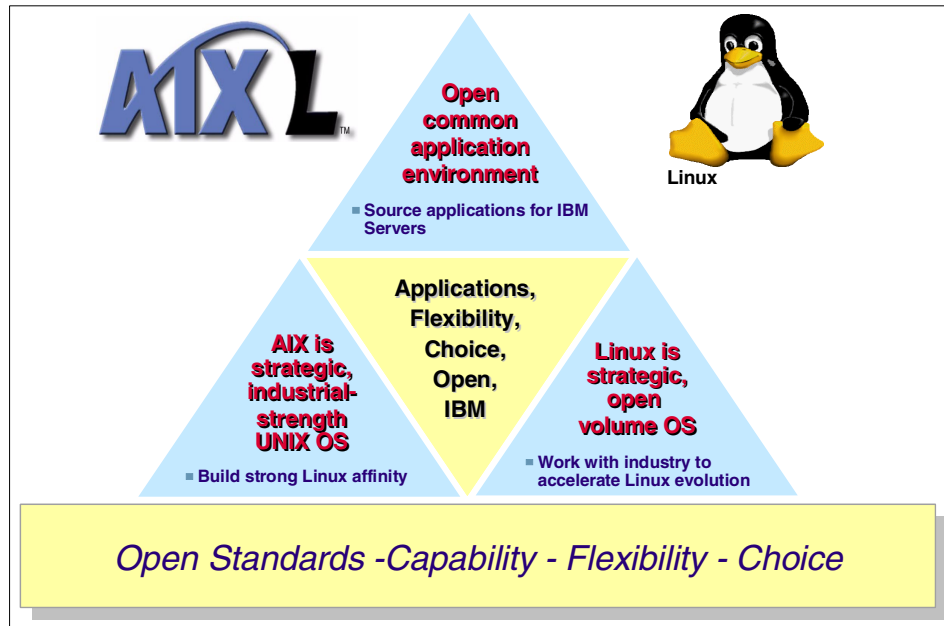 AIX L™
Linux
Open
common
application
environment
Source applications for IBM
Servers
Applications,
Flexibility,
Choice,
Open,
IBM
AIX is
strategic,
industrial-
strength
UNIX OS
Build strong Linux affinity
Linux is
strategic,
open
volume OS
Work with industry to
accelerate Linux evolution
Open Standards -Capability - Flexibility - Choice